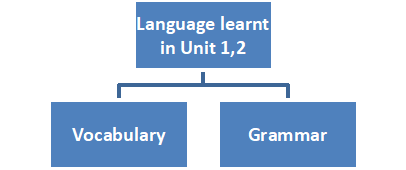 Language learnt
in Unit 1,2
Vocabulary
Grammar